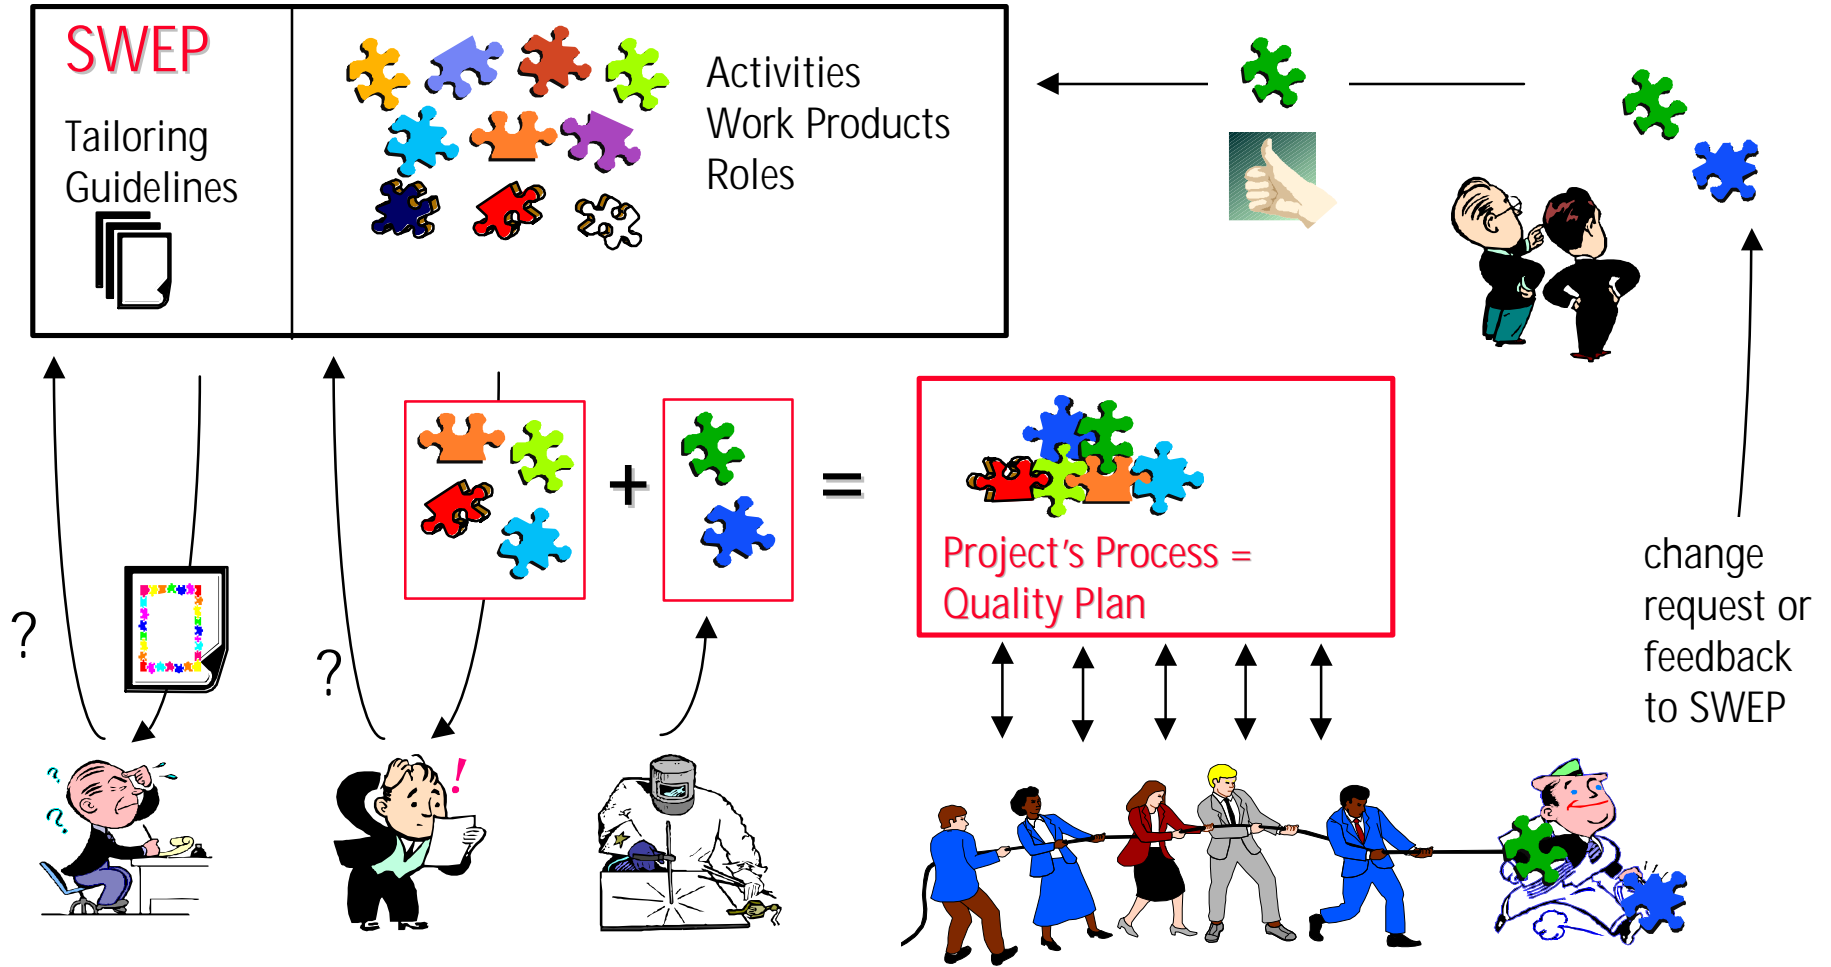 SWEP
Tailoring
Guidelines
Activities
Work Products
Roles
+
=
Project's Process =
Quality Plan
change
request or
feedback
to SWEP
?
?
?
?
!